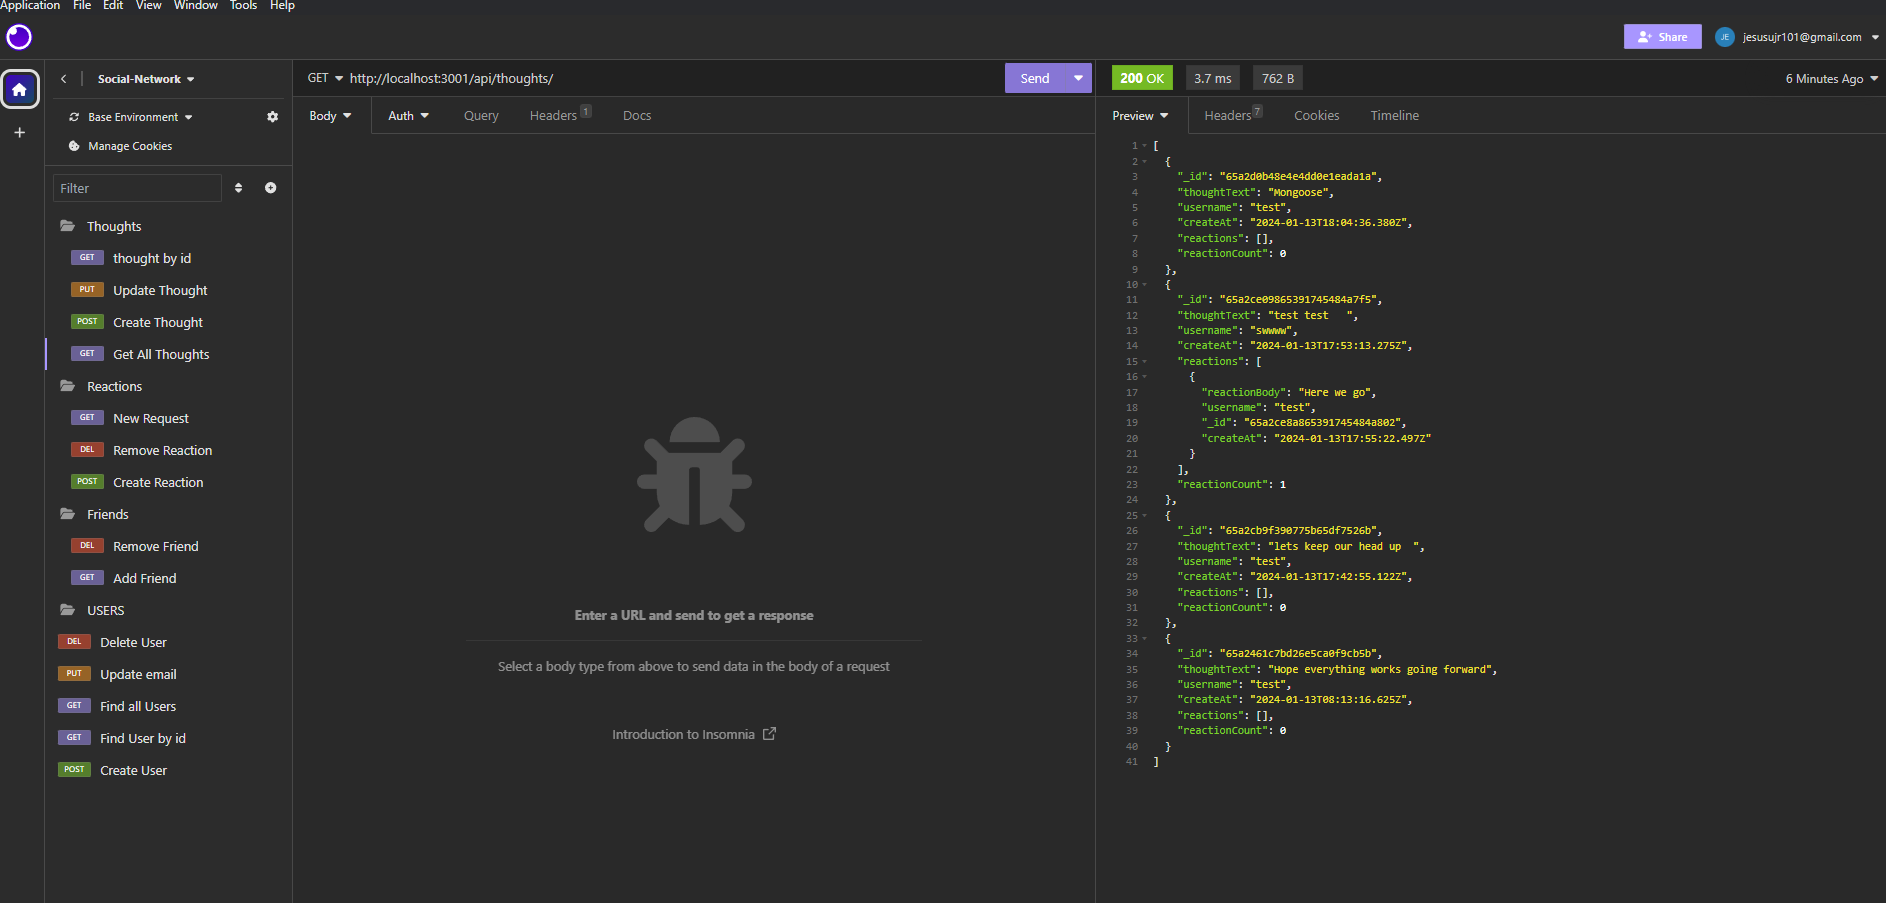 Application File Edit View Window Tools Help
Share
JE jesusujr101@gmail.com
Social-Network
Base Environment
Manage Cookies
Filter
Thoughts
GET thought by id
PUT Update Thought
POST Create Thought
GET Get All Thoughts
Reactions
GET New Request
DEL Remove Reaction
POST Create Reaction
Friends
DEL Remove Friend
GET Add Friend
USERS
DEL Delete User
PUT Update email
GET Find all Users
GET Find User by id
POST Create User
GET http://localhost:3001/api/thoughts/ Send
Body Auth Query Headers 1 Docs
Enter a URL and send to get a response
Select a body type from above to send data in the body of a request
Introduction to Insomnia
200 OK 3.7 ms 762 B 6 Minutes Ago
Preview Headers 7 Cookies Timeline
1 [
2 {
3 "_id": "65a2d0b48e4e4dd0e1eada1a",
4 "thoughtText": "Mongoose",
5 "username": "test",
6 "createAt": "2024-01-13T18:04:36.380Z",
7 "reactions": [],
8 "reactionCount": 0
9 },
10 {
11 "_id": "65a2ce09865391745484a7f5",
12 "thoughtText": "test test   ",
13 "username": "swwww",
14 "createAt": "2024-01-13T17:53:13.275Z",
15 "reactions": [
16 {
17 "reactionBody": "Here we go",
18 "username": "test",
19 "_id": "65a2ce8a865391745484a802",
20 "createAt": "2024-01-13T17:55:22.497Z"
21 }
22 ],
23 "reactionCount": 1
24 },
25 {
26 "_id": "65a2cb9f390775b65df7526b",
27 "thoughtText": "lets keep our head up  ",
28 "username": "test",
29 "createAt": "2024-01-13T17:42:55.122Z",
30 "reactions": [],
31 "reactionCount": 0
32 },
33 {
34 "_id": "65a2461c7bd26e5ca0f9cb5b",
35 "thoughtText": "Hope everything works going forward",
36 "username": "test",
37 "createAt": "2024-01-13T08:13:16.625Z",
38 "reactions": [],
39 "reactionCount": 0
40 }
41 ]